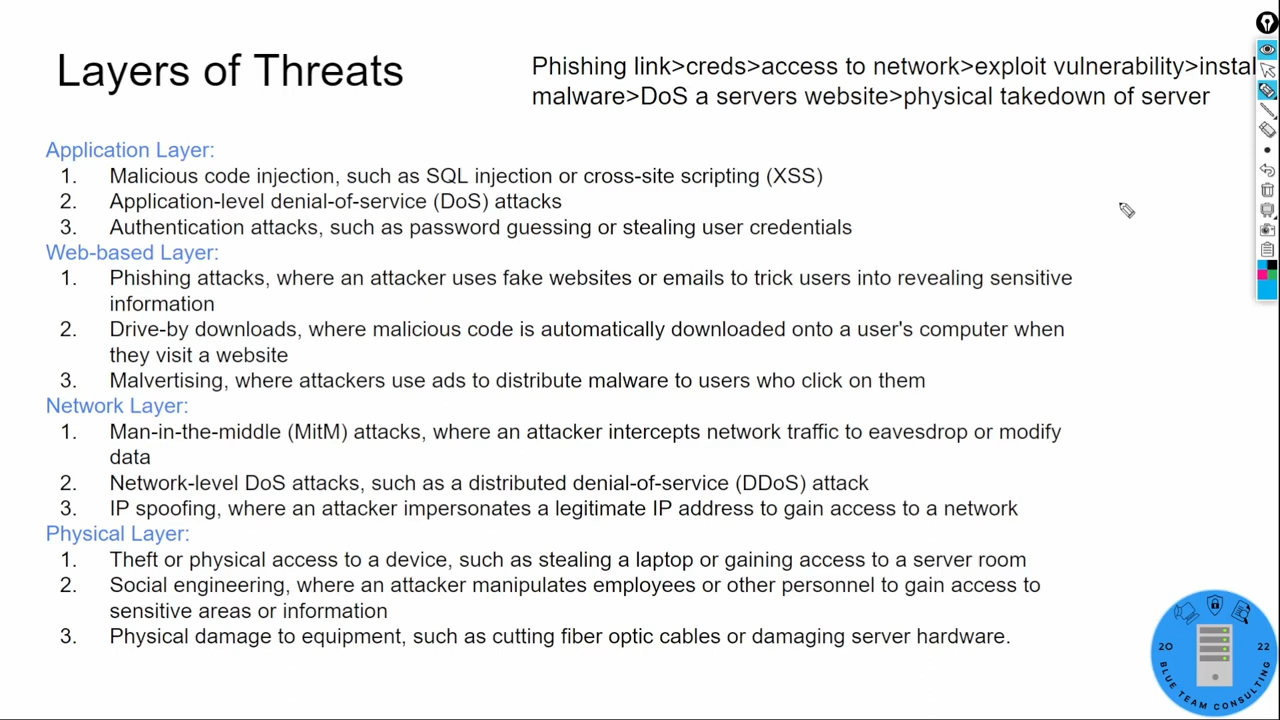 Layers of Threats
Phishing link>creds>access to network>exploit vulnerability>instal
malware>DoS a servers website>physical takedown of server
Application Layer:
1. Malicious code injection, such as SQL injection or cross-site scripting (XSS)
2. Application-level denial-of-service (DoS) attacks
3. Authentication attacks, such as password guessing or stealing user credentials
Web-based Layer:
1. Phishing attacks, where an attacker uses fake websites or emails to trick users into revealing sensitive
information
2. Drive-by downloads, where malicious code is automatically downloaded onto a user's computer when
they visit a website
3. Malvertising, where attackers use ads to distribute malware to users who click on them
Network Layer:
1. Man-in-the-middle (MitM) attacks, where an attacker intercepts network traffic to eavesdrop or modify
data
2. Network-level DoS attacks, such as a distributed denial-of-service (DDoS) attack
3. IP spoofing, where an attacker impersonates a legitimate IP address to gain access to a network
Physical Layer:
1. Theft or physical access to a device, such as stealing a laptop or gaining access to a server room
2. Social engineering, where an attacker manipulates employees or other personnel to gain access to
sensitive areas or information
3. Physical damage to equipment, such as cutting fiber optic cables or damaging server hardware.
20 22
BLUE TEAM CONSULTING